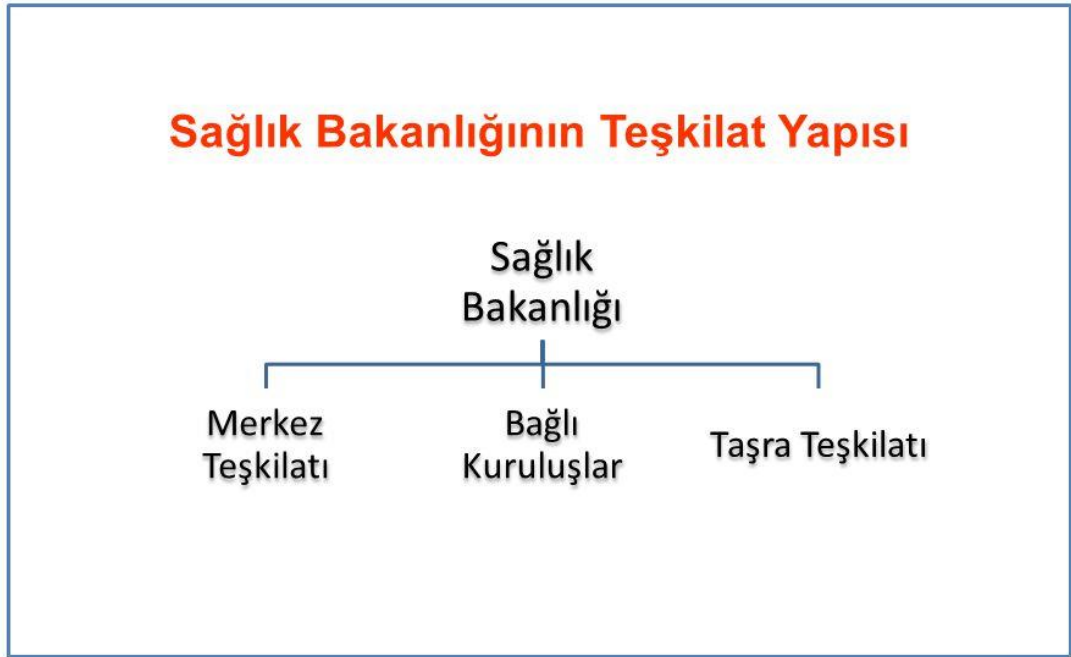 Sağlık Bakanlığının Teşkilat Yapısı
Sağlık
Bakanlığı
Merkez
Teşkilatı
Bağlı
Kuruluşlar
Taşra Teşkilatı